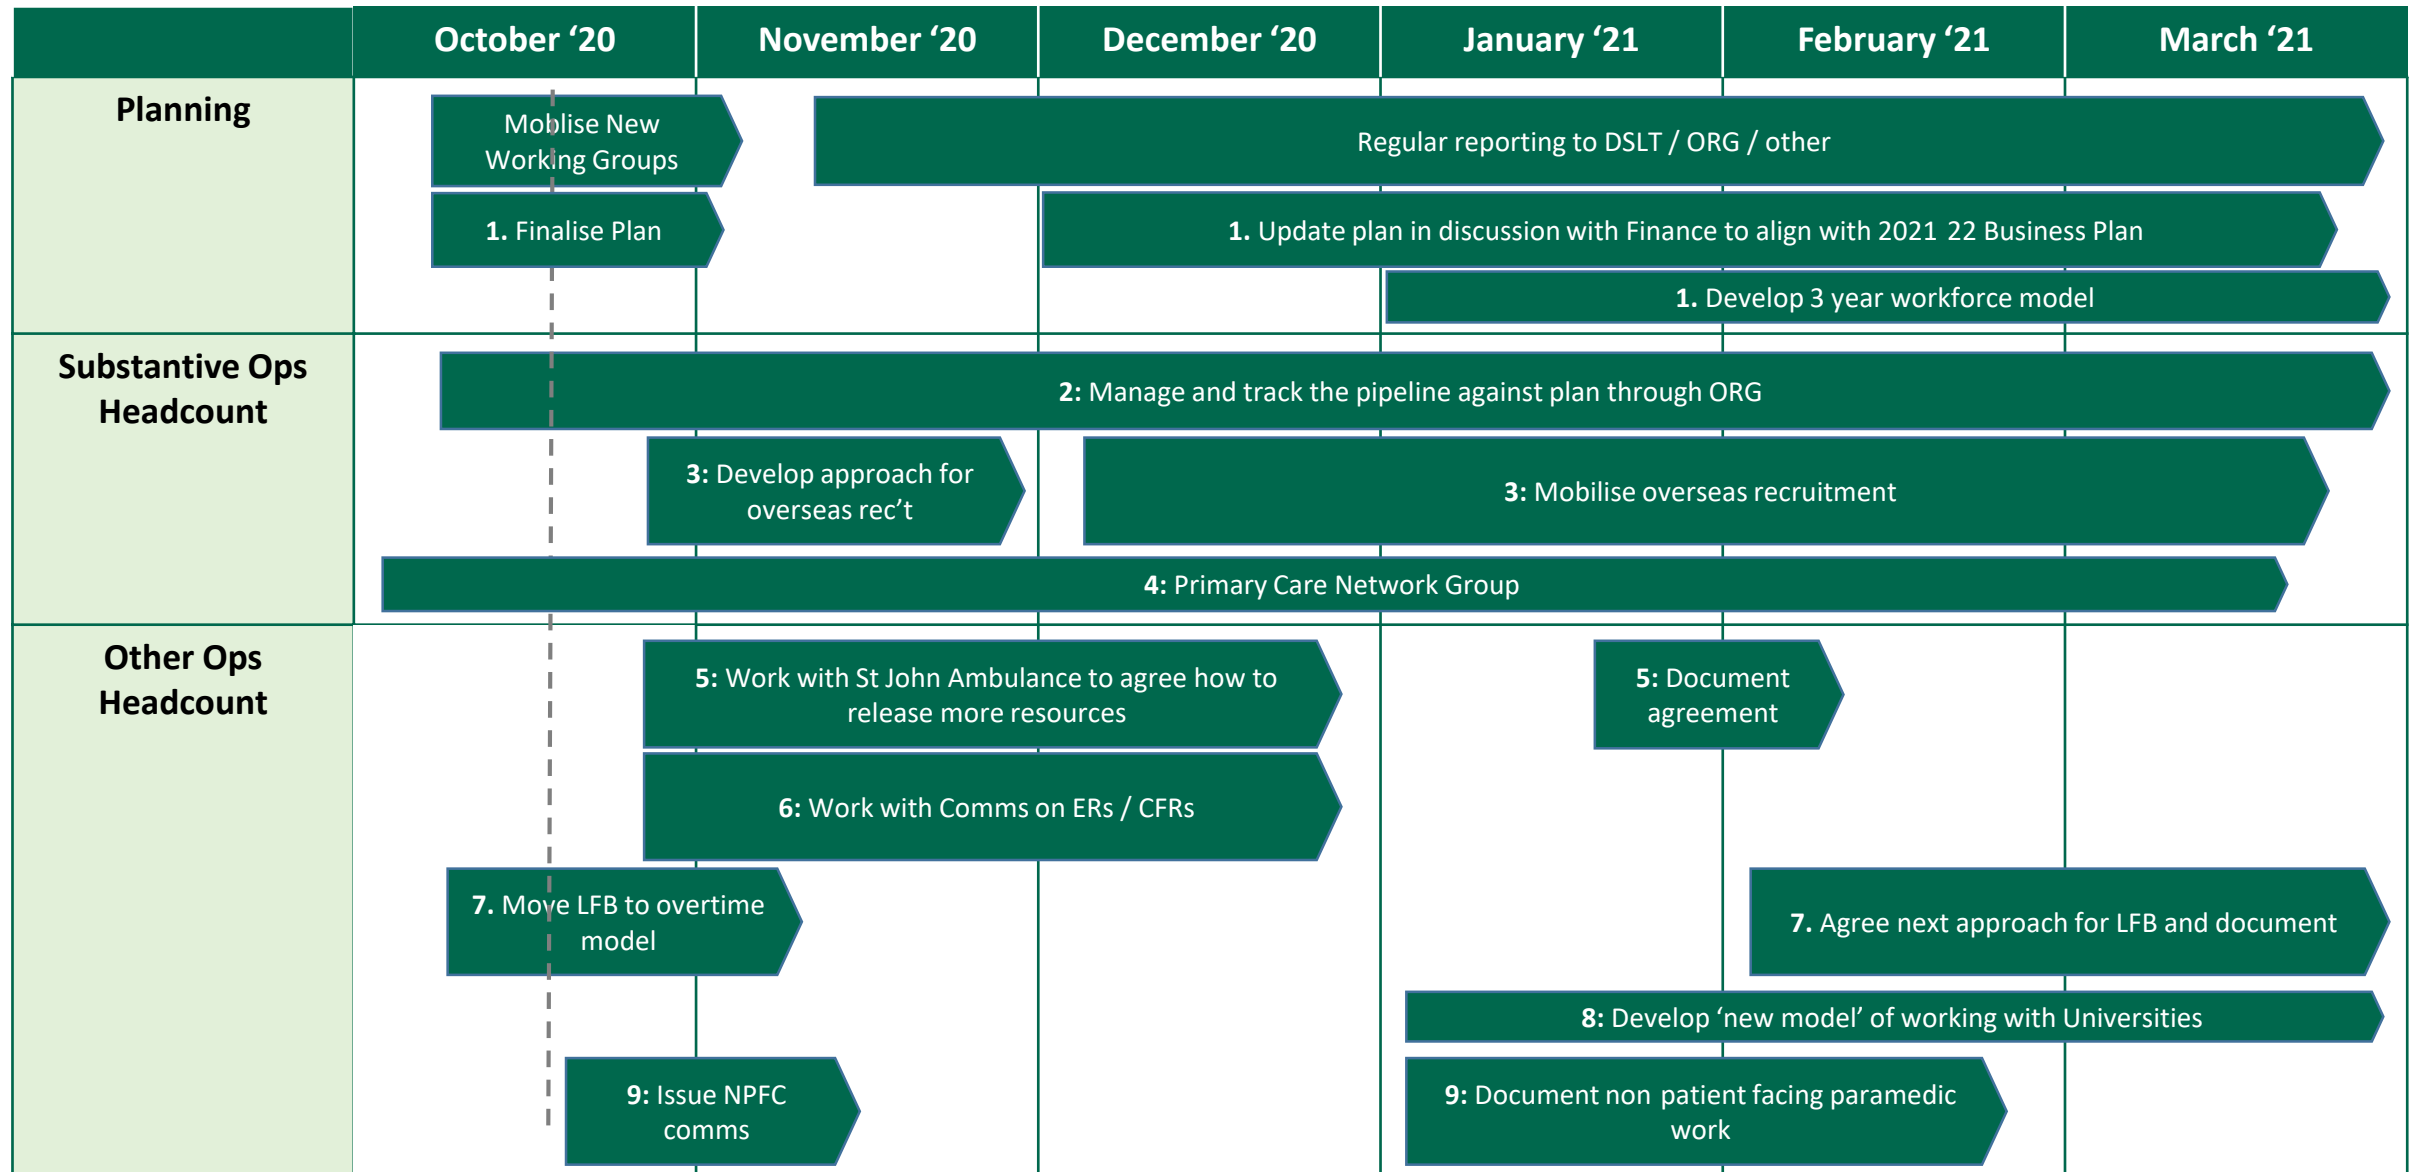 October ‘20
November ‘20
December ‘20
January ‘21
February ‘21
March ‘21
Planning
Moblise New
Working Groups
Regular reporting to DSLT / ORG / other
1. Finalise Plan
1. Update plan in discussion with Finance to align with 2021 22 Business Plan
1. Develop 3 year workforce model
Substantive Ops
Headcount
2: Manage and track the pipeline against plan through ORG
3: Develop approach for
overseas rec’t
3: Mobilise overseas recruitment
4: Primary Care Network Group
Other Ops
Headcount
5: Work with St John Ambulance to agree how to
release more resources
5: Document
agreement
6: Work with Comms on ERs / CFRs
7. Move LFB to overtime
model
7. Agree next approach for LFB and document
8: Develop ‘new model’ of working with Universities
9: Issue NPFC
comms
9: Document non patient facing paramedic
work